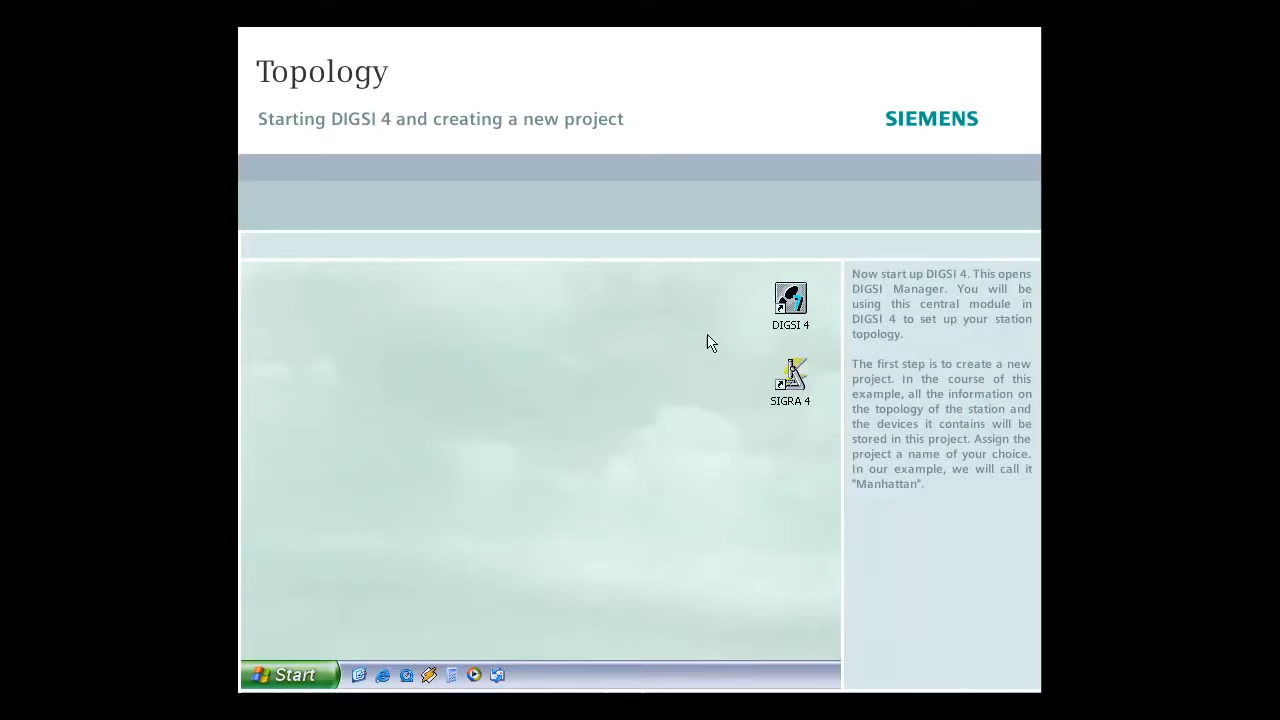 Topology
Starting DIGSI 4 and creating a new project
SIEMENS
DIGSI 4
SIGRA 4
Now start up DIGSI 4. This opens
DIGSI Manager. You will be
using this central module in
DIGSI 4 to set up your station
topology.
The first step is to create a new
project. In the course of this
example, all the information on
the topology of the station and
the devices it contains will be
stored in this project. Assign the
project a name of your choice.
In our example, we will call it
"Manhattan".
Start